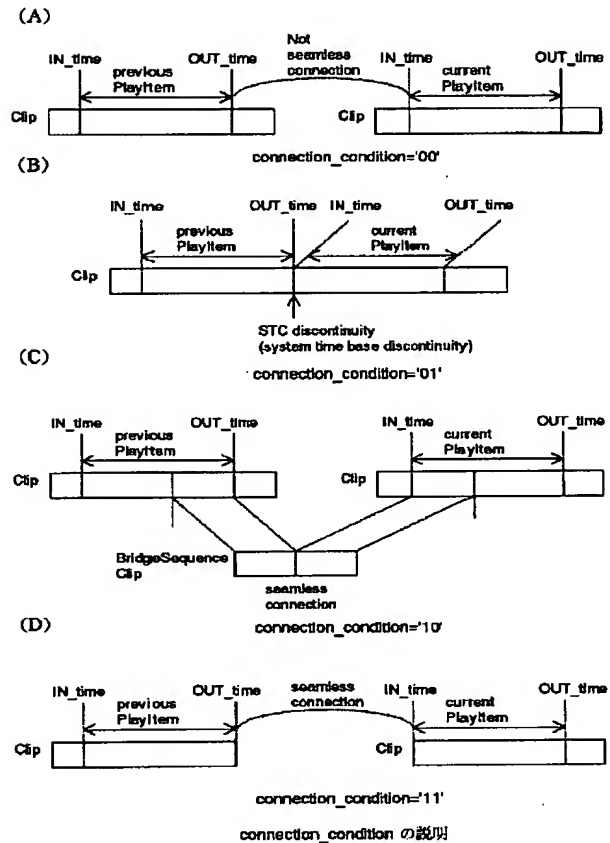 (A)
Not
seamless
connection
IN_time
OUT_time
IN_time
OUT_time
previous
PlayItem
current
PlayItem
Clip
Clip
connection_condition='00'
(B)
IN_time
OUT_time
IN_time
OUT_time
previous
PlayItem
current
PlayItem
Clip
STC discontinuity
(system time base discontinuity)
connection_condition='01'
(C)
IN_time
OUT_time
IN_time
OUT_time
previous
PlayItem
current
PlayItem
Clip
Clip
BridgeSequence
Clip
seamless
connection
connection_condition='10'
(D)
IN_time
OUT_time
seamless
connection
IN_time
OUT_time
previous
PlayItem
current
PlayItem
Clip
Clip
connection_condition='11'
connection_condition の説明